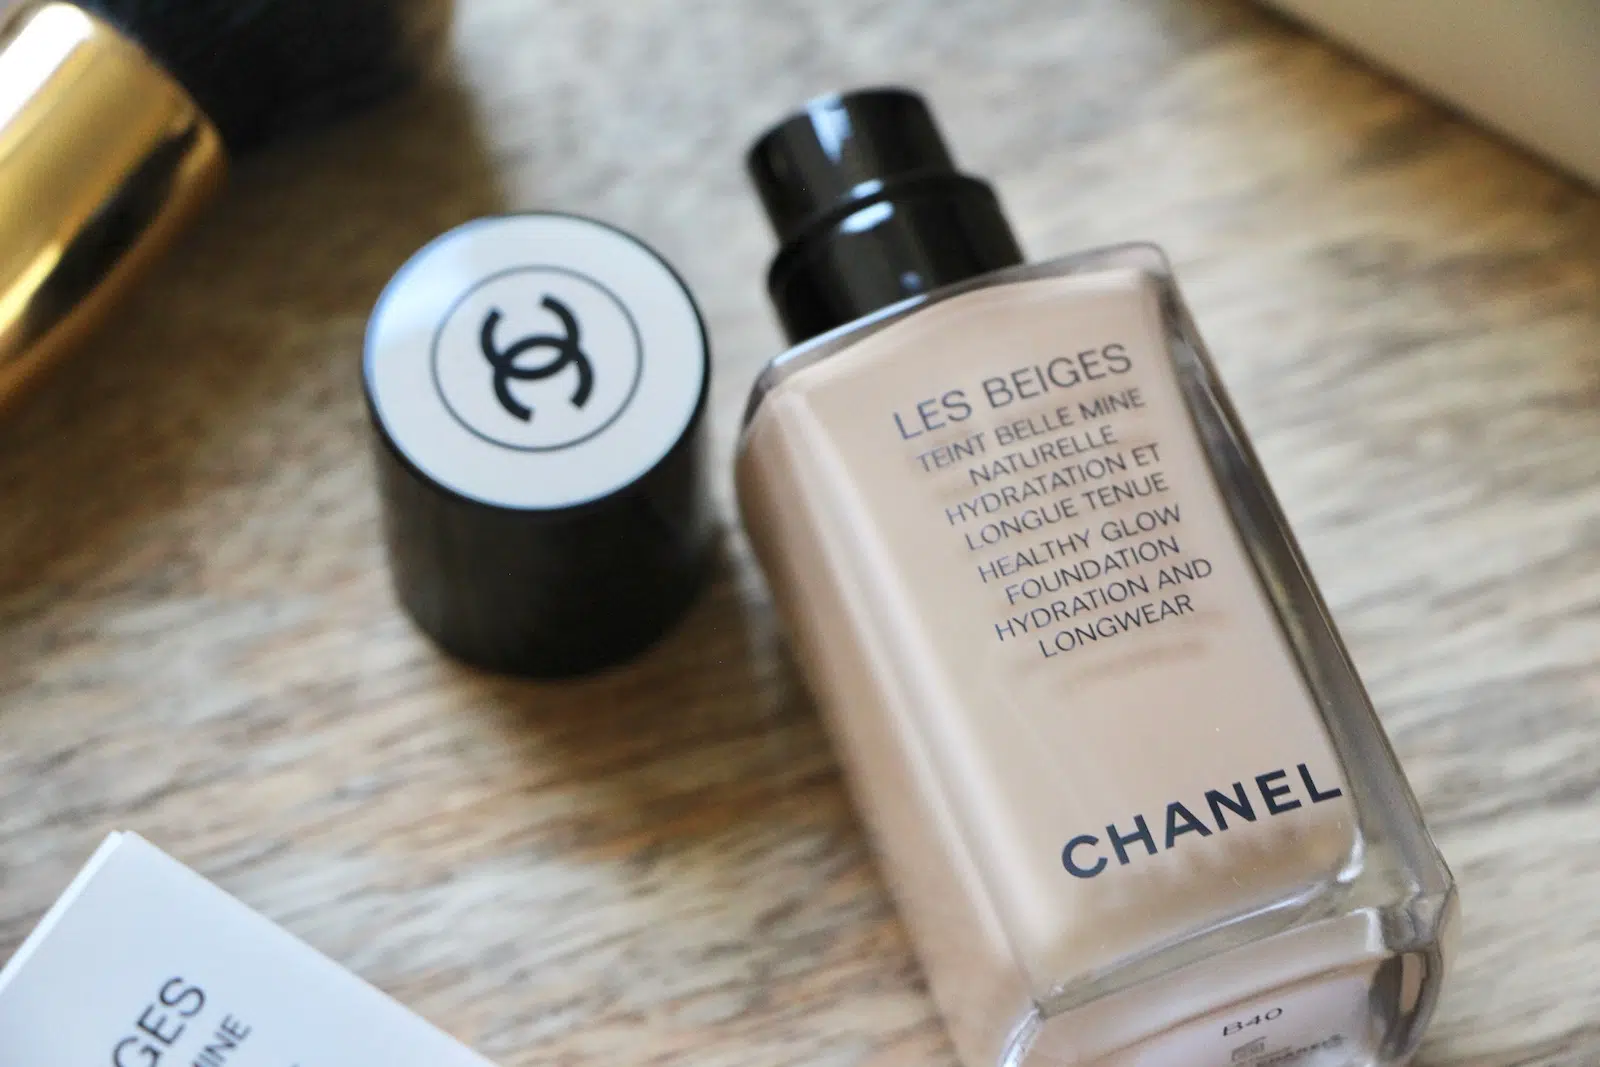 LES BEIGES
TEINT BELLE MINE
NATURELLE
HYDRATATION ET
LONGUE TENUE
HEALTHY GLOW
FOUNDATION
HYDRATION AND
LONGWEAR
CHANEL
B40
CHANEL
GES
MINE